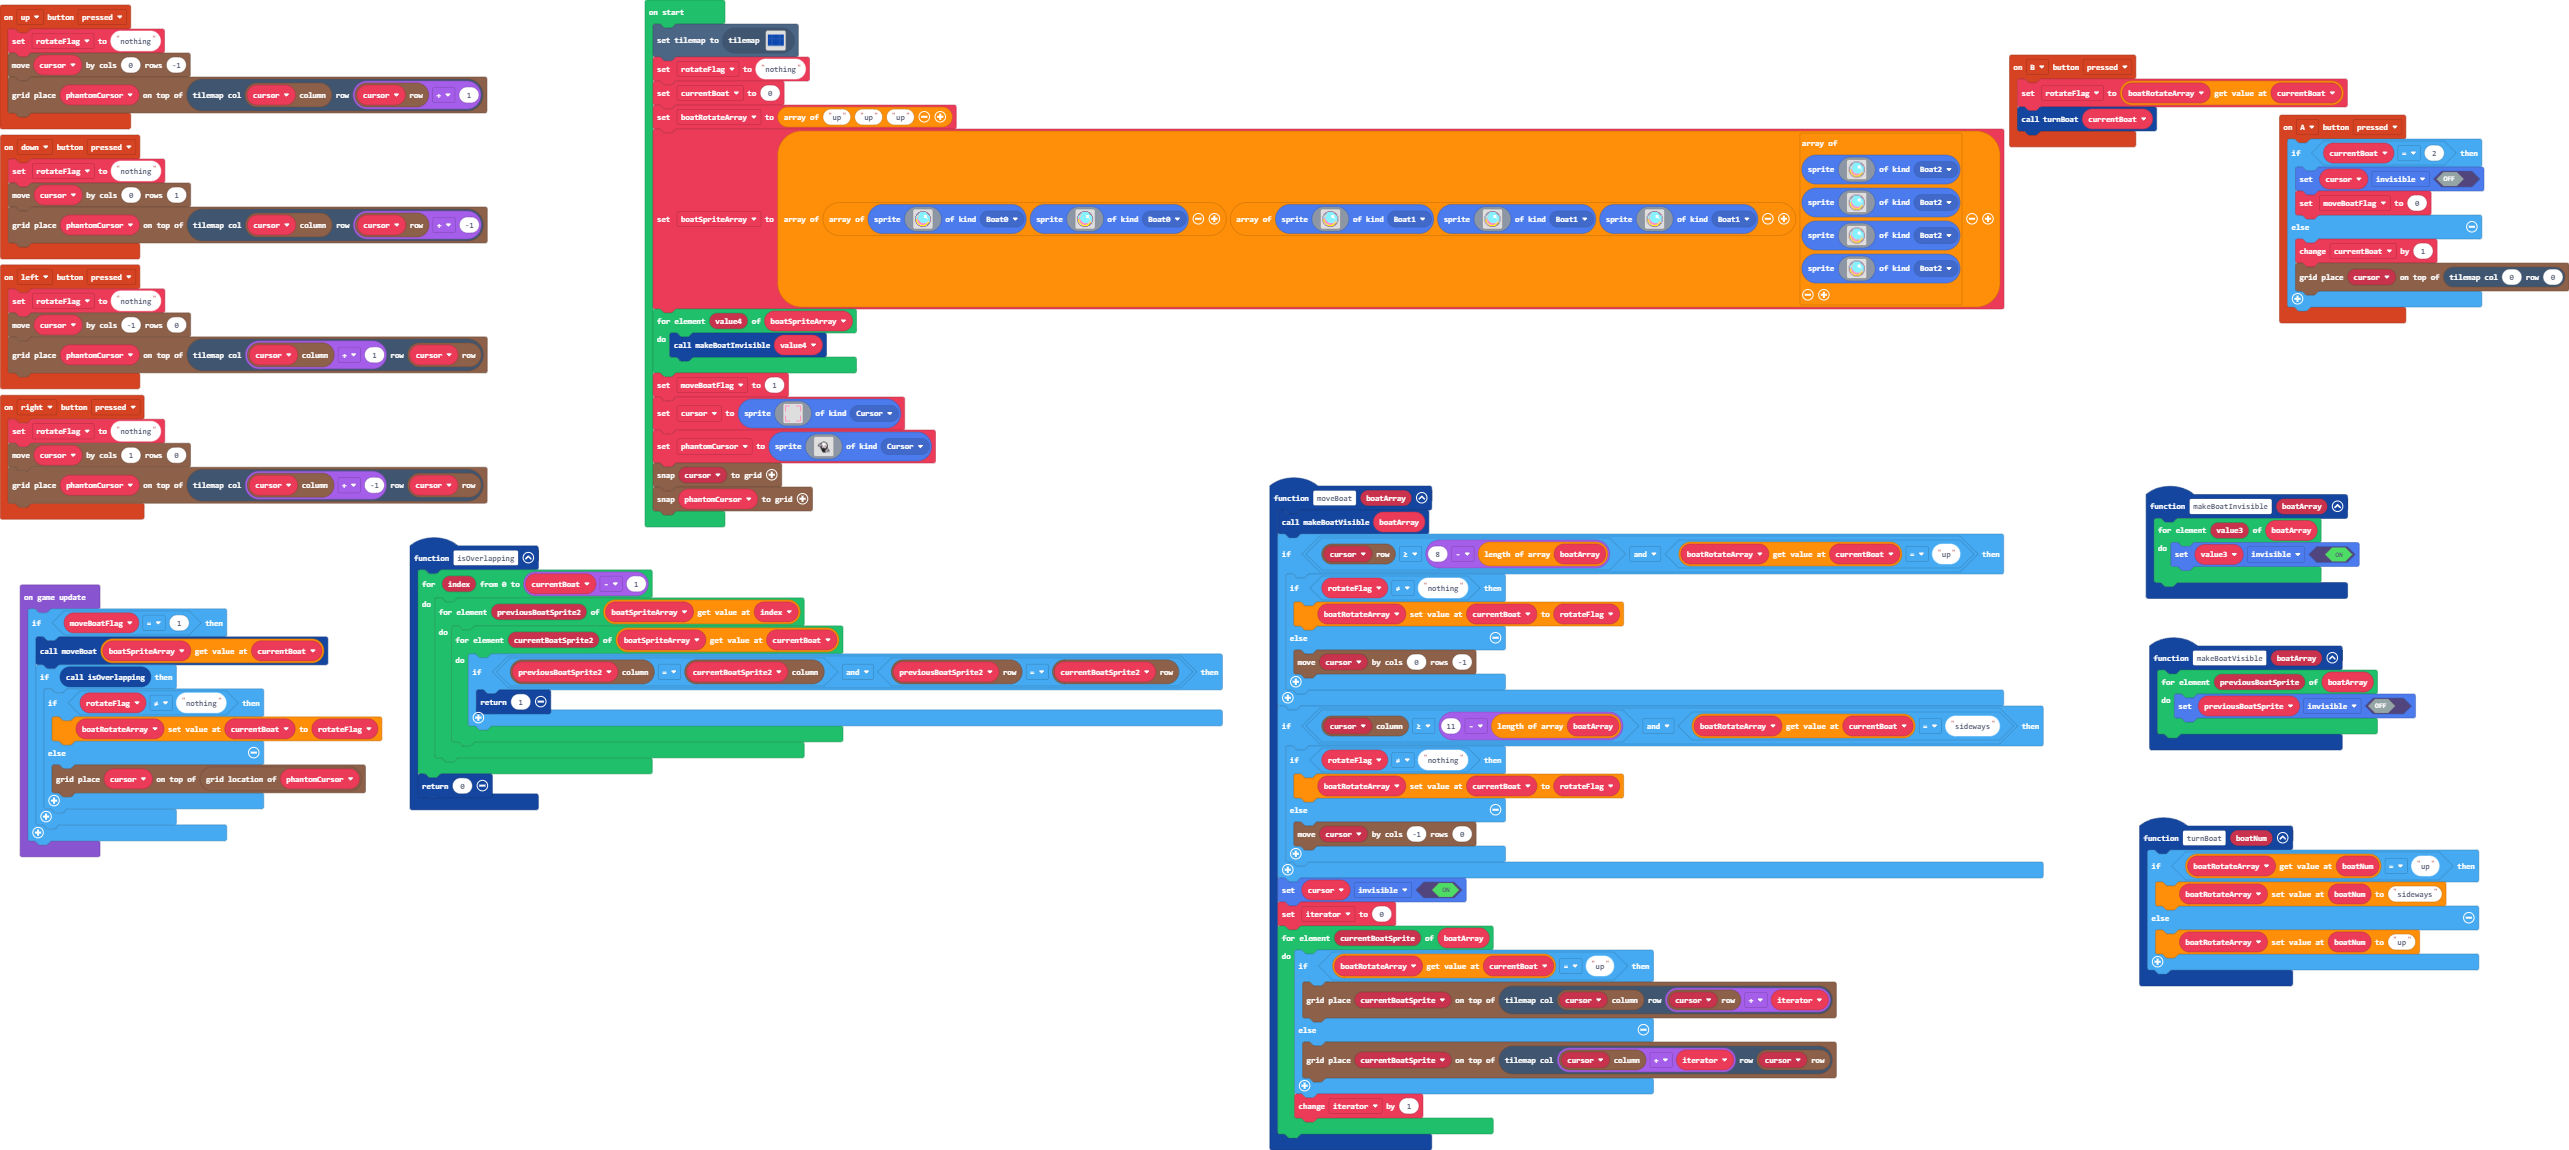 on up button pressed
set rotateFlag to "nothing"
move cursor by cols 0 rows -1
grid place phantomCursor on top of tilemap col cursor column row cursor row + 1
on down button pressed
set rotateFlag to "nothing"
move cursor by cols 0 rows 1
grid place phantomCursor on top of tilemap col cursor column row cursor row + -1
on left button pressed
set rotateFlag to "nothing"
move cursor by cols -1 rows 0
grid place phantomCursor on top of tilemap col cursor column + 1 row cursor row
on right button pressed
set rotateFlag to "nothing"
move cursor by cols 1 rows 0
grid place phantomCursor on top of tilemap col cursor column + -1 row cursor row
on game update
if moveBoatFlag = 1 then
call moveBoat boatSpriteArray get value at currentBoat
if call isOverlapping then
if rotateFlag ≠ "nothing" then
boatRotateArray set value at currentBoat to rotateFlag
else
grid place cursor on top of grid location of phantomCursor
function isOverlapping
for index from 0 to currentBoat - 1
do
for element previousBoatSprite2 of boatSpriteArray get value at index
do
for element currentBoatSprite2 of boatSpriteArray get value at currentBoat
do
if previousBoatSprite2 column = currentBoatSprite2 column and previousBoatSprite2 row = currentBoatSprite2 row then
return 1
return 0
on start
set tilemap to tilemap
set rotateFlag to "nothing"
set currentBoat to 0
set boatRotateArray to array of "up" "up" "up"
set boatSpriteArray to array of array of sprite of kind Boat0 sprite of kind Boat0 array of sprite of kind Boat1 sprite of kind Boat1 sprite of kind Boat1
array of
sprite of kind Boat2
sprite of kind Boat2
sprite of kind Boat2
sprite of kind Boat2
for element value4 of boatSpriteArray
do
call makeBoatInvisible value4
set moveBoatFlag to 1
set cursor to sprite of kind Cursor
set phantomCursor to sprite of kind Cursor
snap cursor to grid
snap phantomCursor to grid
function moveBoat boatArray
call makeBoatVisible boatArray
if cursor row ≥ 8 - length of array boatArray and boatRotateArray get value at currentBoat = "up" then
if rotateFlag ≠ "nothing" then
boatRotateArray set value at currentBoat to rotateFlag
else
move cursor by cols 0 rows -1
if cursor column ≥ 11 - length of array boatArray and boatRotateArray get value at currentBoat = "sideways" then
if rotateFlag ≠ "nothing" then
boatRotateArray set value at currentBoat to rotateFlag
else
move cursor by cols -1 rows 0
set cursor invisible ON
set iterator to 0
for element currentBoatSprite of boatArray
do
if boatRotateArray get value at currentBoat = "up" then
grid place currentBoatSprite on top of tilemap col cursor column row cursor row + iterator
else
grid place currentBoatSprite on top of tilemap col cursor column + iterator row cursor row
change iterator by 1
on B button pressed
set rotateFlag to boatRotateArray get value at currentBoat
call turnBoat currentBoat
on A button pressed
if currentBoat = 2 then
set cursor invisible OFF
set moveBoatFlag to 0
else
change currentBoat by 1
grid place cursor on top of tilemap col 0 row 0
function makeBoatInvisible boatArray
for element value3 of boatArray
do
set value3 invisible ON
function makeBoatVisible boatArray
for element previousBoatSprite of boatArray
do
set previousBoatSprite invisible OFF
function turnBoat boatNum
if boatRotateArray get value at boatNum = "up" then
boatRotateArray set value at boatNum to "sideways"
else
boatRotateArray set value at boatNum to "up"